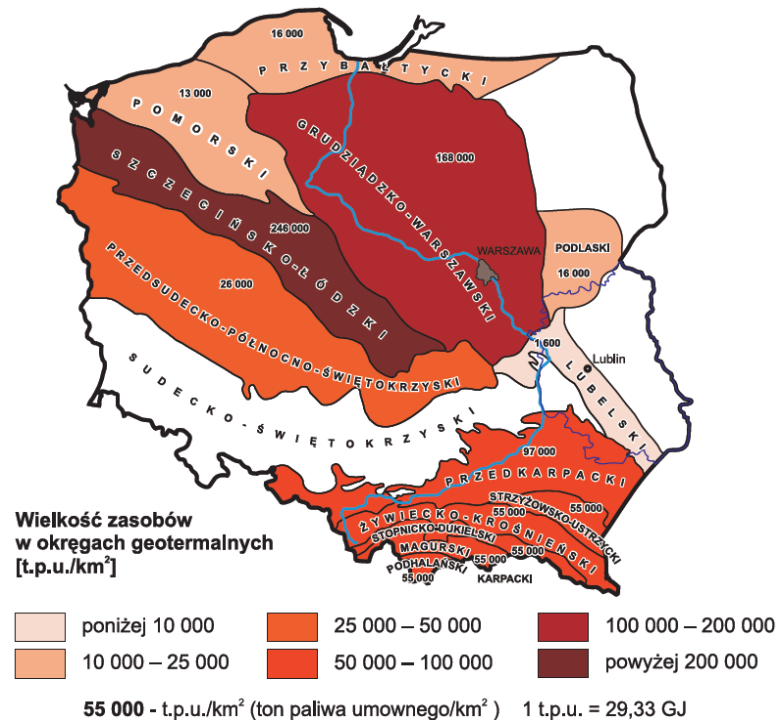 16 000
PRZYBAŁTYCKI
13 000
POMORSKI
GRUDZIĄDZKO-WARSZAWSKI
168 000
SZCZECIŃSKO-ŁÓDZKI
246 000
WARSZAWA
PODLASKI
16 000
PRZEDSUDECKO-PÓŁNOCNO-ŚWIĘTOKRZYSKI
26 000
1 600
LUBELSKI
Lublin
SUDECKO-ŚWIĘTOKRZYSKI
97 000
PRZEDKARPACKI
STRZYŻOWSKO-USTRZYCKI
55 000
55 000
ŻYWIECKO-KROŚNIEŃSKI
55 000
STOPNICKO-DUKIELSKI
MAGURSKI
55 000
55 000
PODHALAŃSKI
55 000
KARPACKI
Wielkość zasobów
w okręgach geotermalnych
[t.p.u./km²]
poniżej 10 000
25 000 – 50 000
100 000 – 200 000
10 000 – 25 000
50 000 – 100 000
powyżej 200 000
55 000 - t.p.u./km² (ton paliwa umownego/km² ) 1 t.p.u. = 29,33 GJ